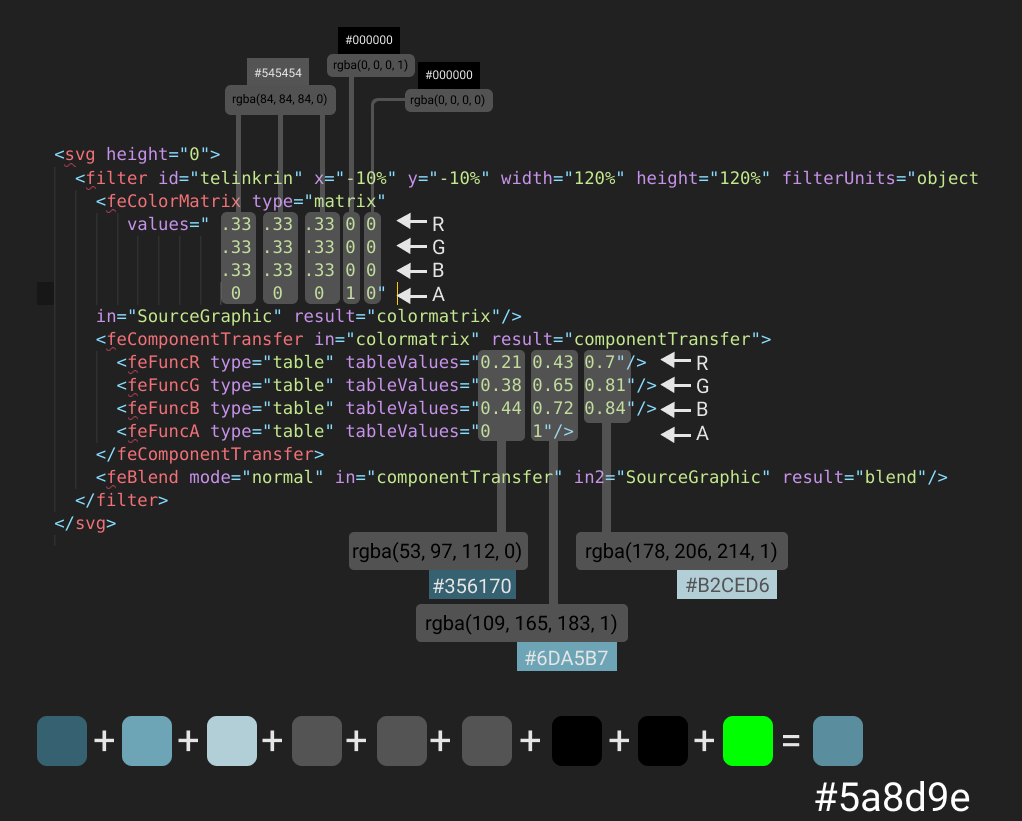 #000000
rgba(0, 0, 0, 1)
#545454
#000000
rgba(84, 84, 84, 0)
rgba(0, 0, 0, 0)
<svg height="0">
<filter id="telinkrin" x="-10%" y="-10%" width="120%" height="120%" filterUnits="object
<feColorMatrix type="matrix"
values=" .33 .33 .33 0 0 R
.33 .33 .33 0 0 G
.33 .33 .33 0 0 B
0 0 0 1 0" A
in="SourceGraphic" result="colormatrix"/>
<feComponentTransfer in="colormatrix" result="componentTransfer">
<feFuncR type="table" tableValues="0.21 0.43 0.7"/> R
<feFuncG type="table" tableValues="0.38 0.65 0.81"/> G
<feFuncB type="table" tableValues="0.44 0.72 0.84"/> B
<feFuncA type="table" tableValues="0 1"/> A
</feComponentTransfer>
<feBlend mode="normal" in="componentTransfer" in2="SourceGraphic" result="blend"/>
</filter>
</svg>
rgba(53, 97, 112, 0)
rgba(178, 206, 214, 1)
#356170
#B2CED6
rgba(109, 165, 183, 1)
#6DA5B7
+ + + + + + + + =
#5a8d9e